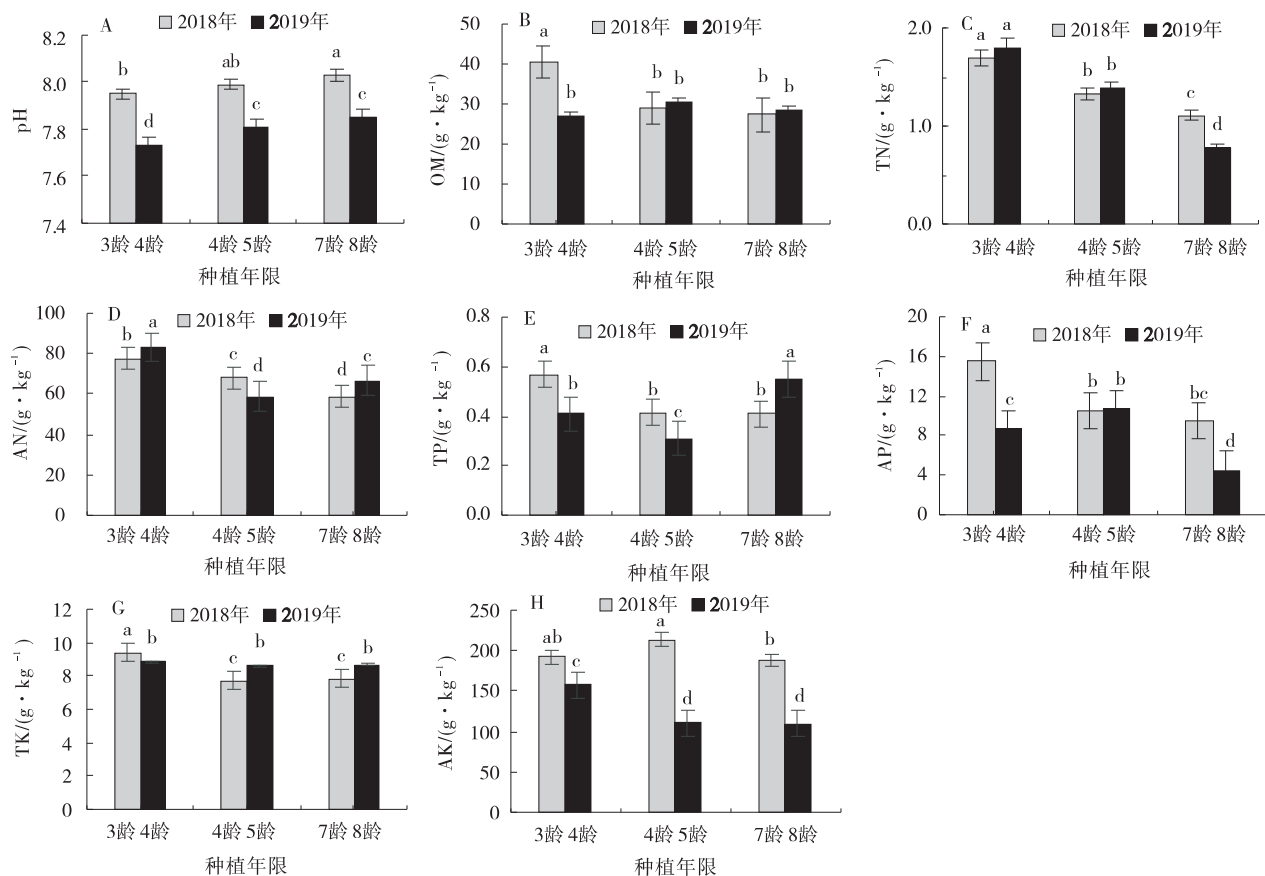 A
2018年 2019年
pH
8.2
8.0
7.8
7.6
7.4
b ab a
d c c
3龄 4龄 4龄 5龄 7龄 8龄
种植年限
B
2018年 2019年
OM/(g·kg⁻¹)
50
40
30
20
10
0
a b b b b b
3龄 4龄 4龄 5龄 7龄 8龄
种植年限
C
2018年 2019年
TN/(g·kg⁻¹)
2.0
1.0
0.0
a a b b c d
3龄 4龄 4龄 5龄 7龄 8龄
种植年限
D
2018年 2019年
AN/(g·kg⁻¹)
100
80
60
40
20
0
b a c d d c
3龄 4龄 4龄 5龄 7龄 8龄
种植年限
E
2018年 2019年
TP/(g·kg⁻¹)
0.8
0.6
0.4
0.2
0.0
a b b c b a
3龄 4龄 4龄 5龄 7龄 8龄
种植年限
F
2018年 2019年
AP/(g·kg⁻¹)
20
16
12
8
4
0
a c b b bc d
3龄 4龄 4龄 5龄 7龄 8龄
种植年限
G
2018年 2019年
TK/(g·kg⁻¹)
12
10
8
6
4
2
0
a b c b c b
3龄 4龄 4龄 5龄 7龄 8龄
种植年限
H
2018年 2019年
AK/(g·kg⁻¹)
250
200
150
100
50
0
ab c a d b d
3龄 4龄 4龄 5龄 7龄 8龄
种植年限